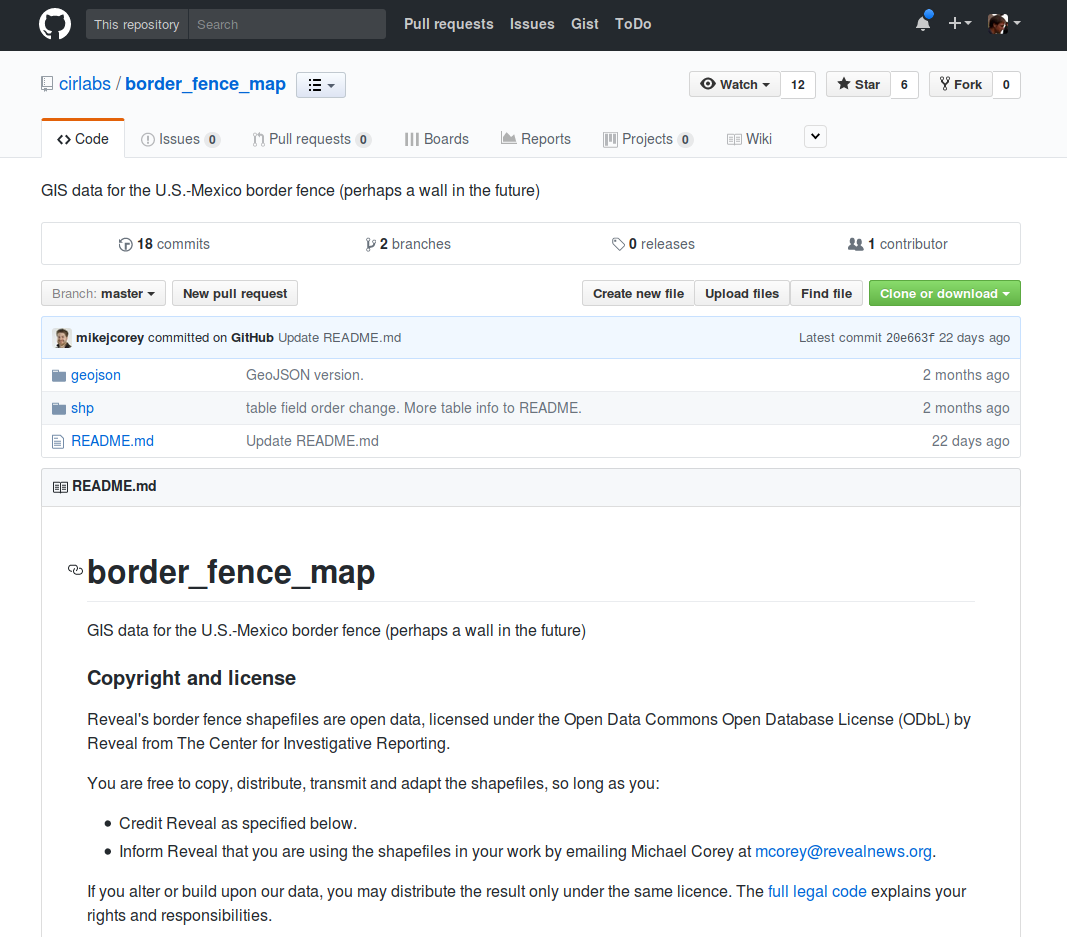 This repository Search Pull requests Issues Gist ToDo
cirlabs / border_fence_map Watch 12 Star 6 Fork 0
Code Issues 0 Pull requests 0 Boards Reports Projects 0 Wiki
GIS data for the U.S.-Mexico border fence (perhaps a wall in the future)
18 commits 2 branches 0 releases 1 contributor
Branch: master New pull request Create new file Upload files Find file Clone or download
mikejcorey committed on GitHub Update README.md Latest commit 20e663f 22 days ago
geojson GeoJSON version. 2 months ago
shp table field order change. More table info to README. 2 months ago
README.md Update README.md 22 days ago
README.md
border_fence_map
GIS data for the U.S.-Mexico border fence (perhaps a wall in the future)
Copyright and license
Reveal's border fence shapefiles are open data, licensed under the Open Data Commons Open Database License (ODbL) by
Reveal from The Center for Investigative Reporting.
You are free to copy, distribute, transmit and adapt the shapefiles, so long as you:
• Credit Reveal as specified below.
• Inform Reveal that you are using the shapefiles in your work by emailing Michael Corey at mcorey@revealnews.org.
If you alter or build upon our data, you may distribute the result only under the same licence. The full legal code explains your
rights and responsibilities.